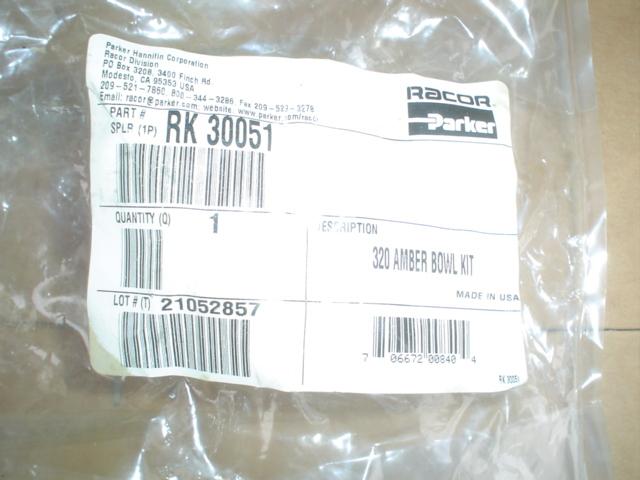 Parker Hannifin Corporation
Racor Division
PO Box 3208, 3400 Finch Rd.
Modesto, CA 95353 USA
209-521-7860, 800-344-3286, Fax 209-529-3278
Email: racor@parker.com, website, www.parker.com/racor
RACOR
Parker
PART #
SPLR (1P) RK 30051
QUANTITY (Q) 1
DESCRIPTION
320 AMBER BOWL KIT
MADE IN USA
LOT # (T) 21052857
7 06672 00840 4
RK 30051